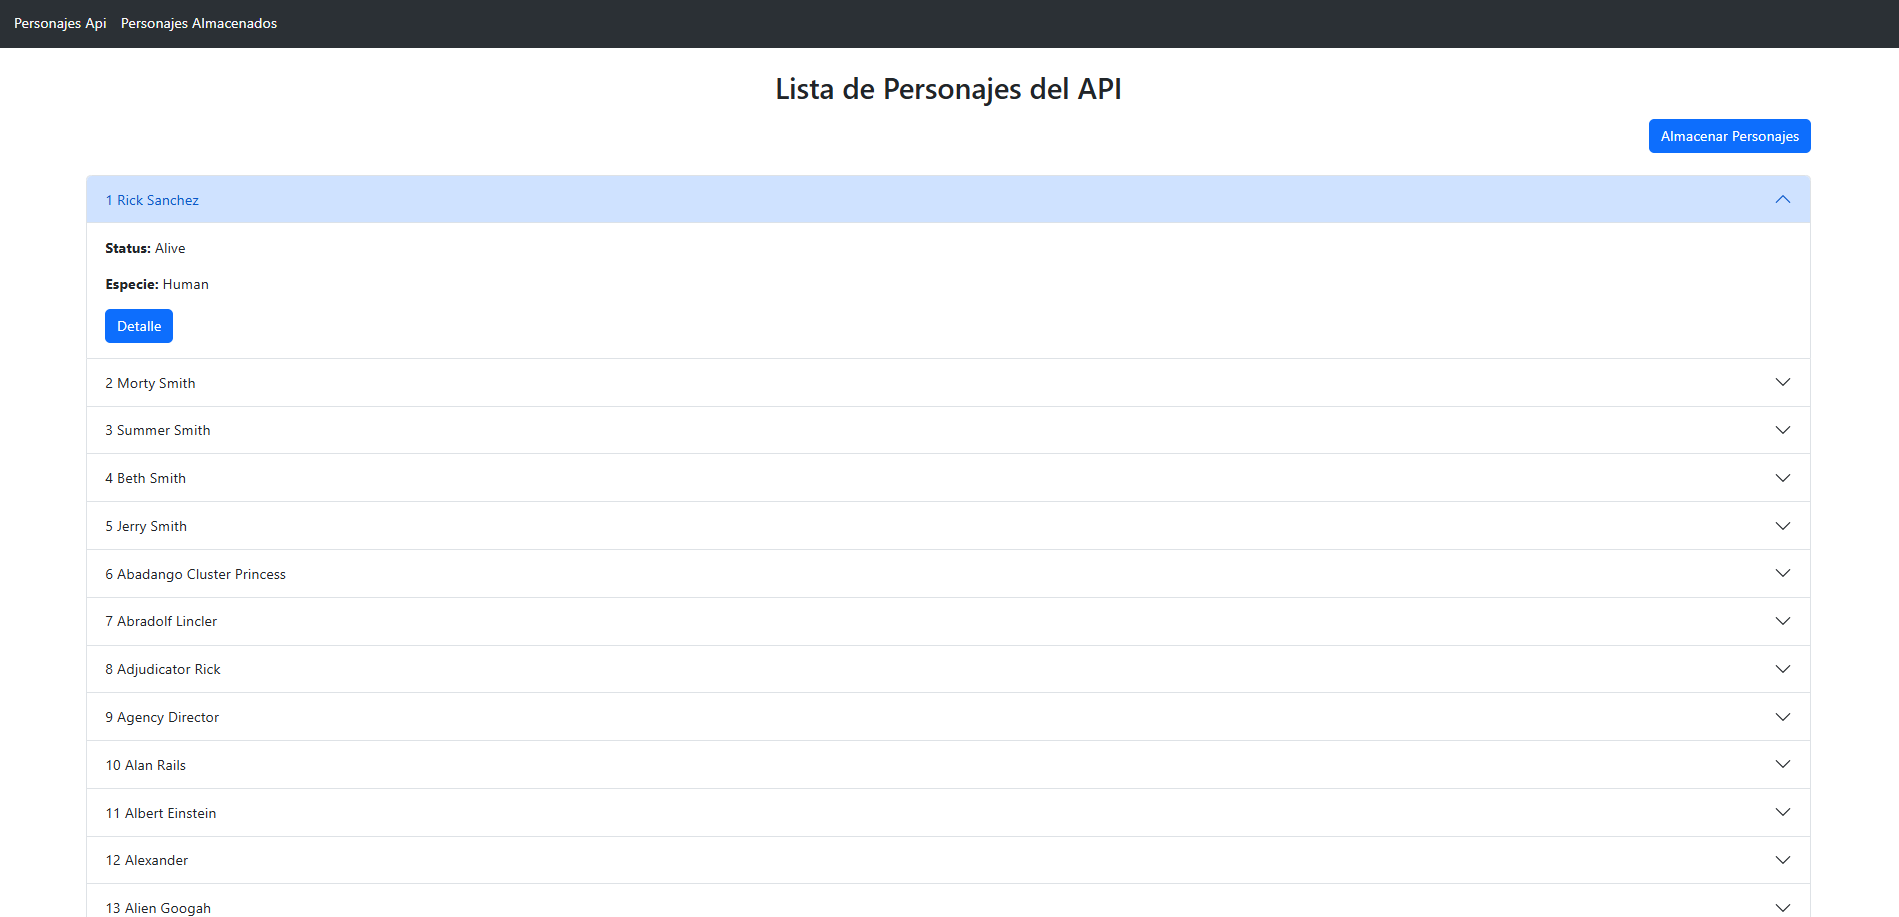 Personajes Api Personajes Almacenados
Lista de Personajes del API
Almacenar Personajes
1 Rick Sanchez
Status: Alive
Especie: Human
Detalle
2 Morty Smith
3 Summer Smith
4 Beth Smith
5 Jerry Smith
6 Abadango Cluster Princess
7 Abradolf Lincler
8 Adjudicator Rick
9 Agency Director
10 Alan Rails
11 Albert Einstein
12 Alexander
13 Alien Googah